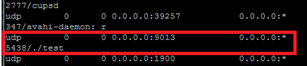 2777/cupsd
udp 0 0 0.0.0.0:39257 0.0.0.0:*
347/avahi-daemon: r
udp 0 0 0.0.0.0:9013 0.0.0.0:*
5438/./test
udp 0 0 0.0.0.0:1900 0.0.0.0:*